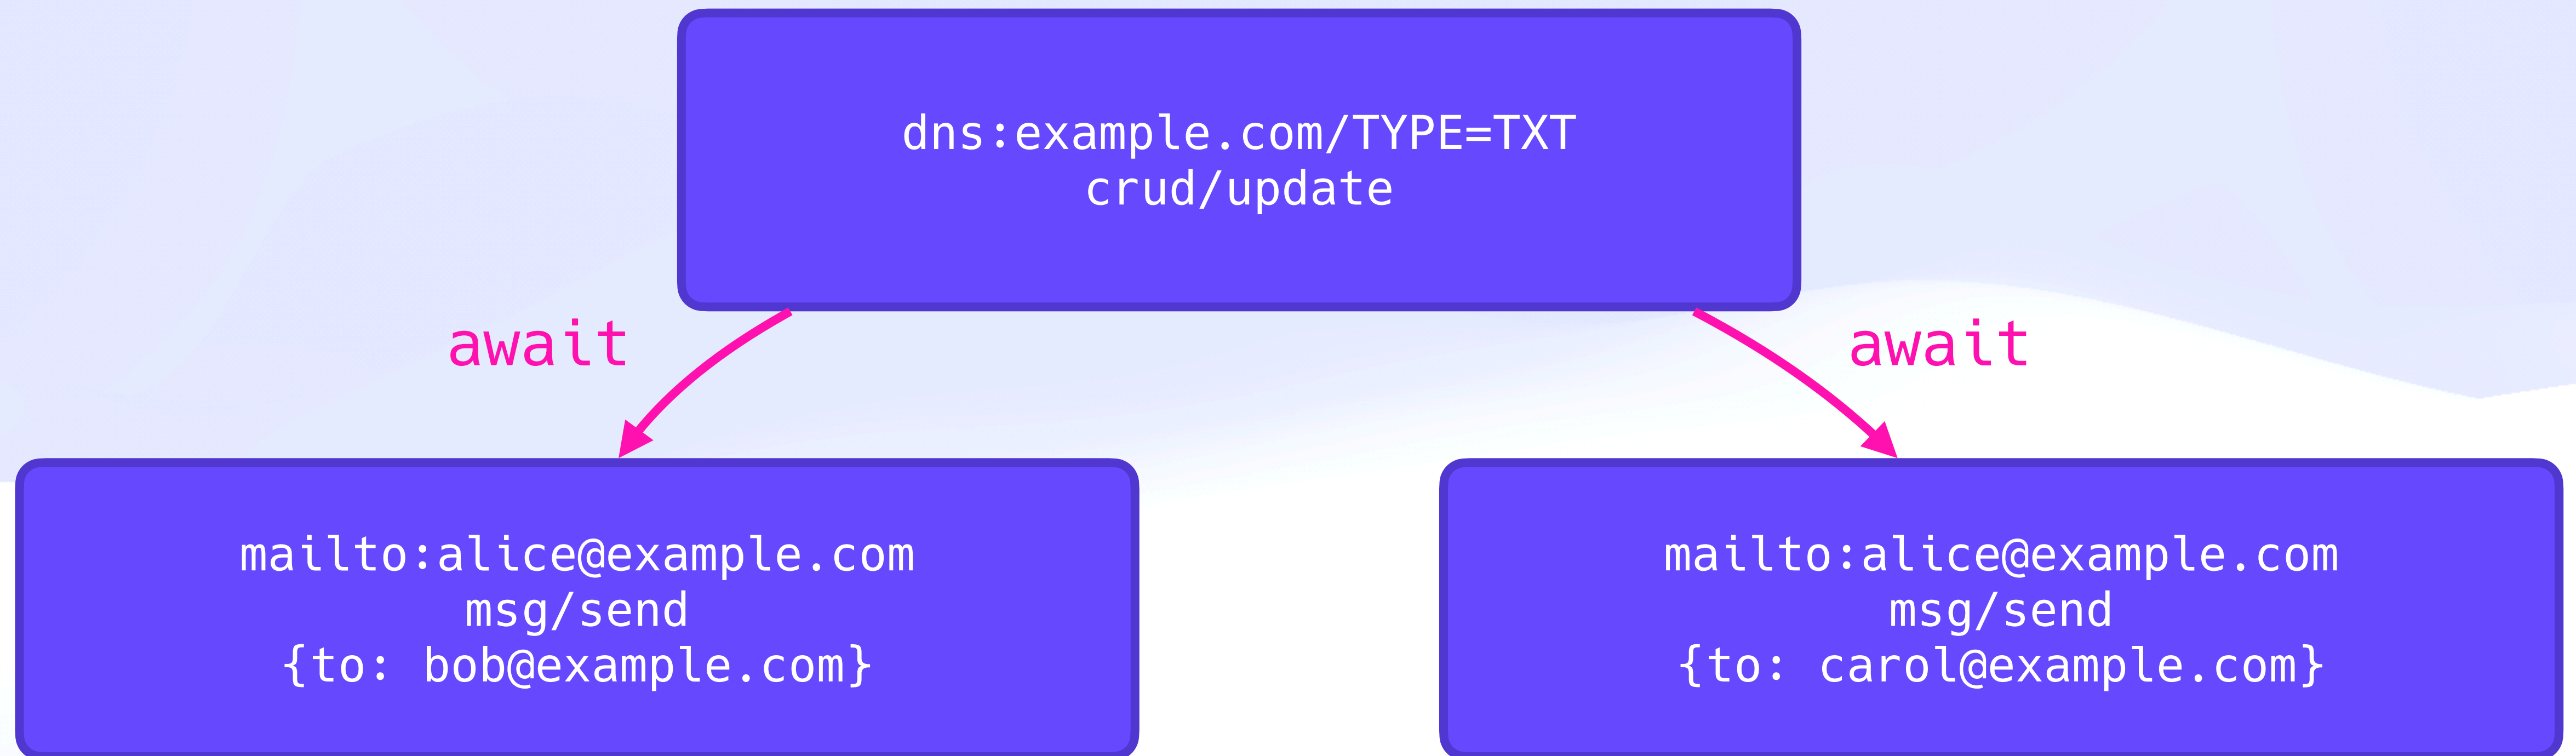 dns:example.com/TYPE=TXT
crud/update
await
await
mailto:alice@example.com
msg/send
{to: bob@example.com}
mailto:alice@example.com
msg/send
{to: carol@example.com}